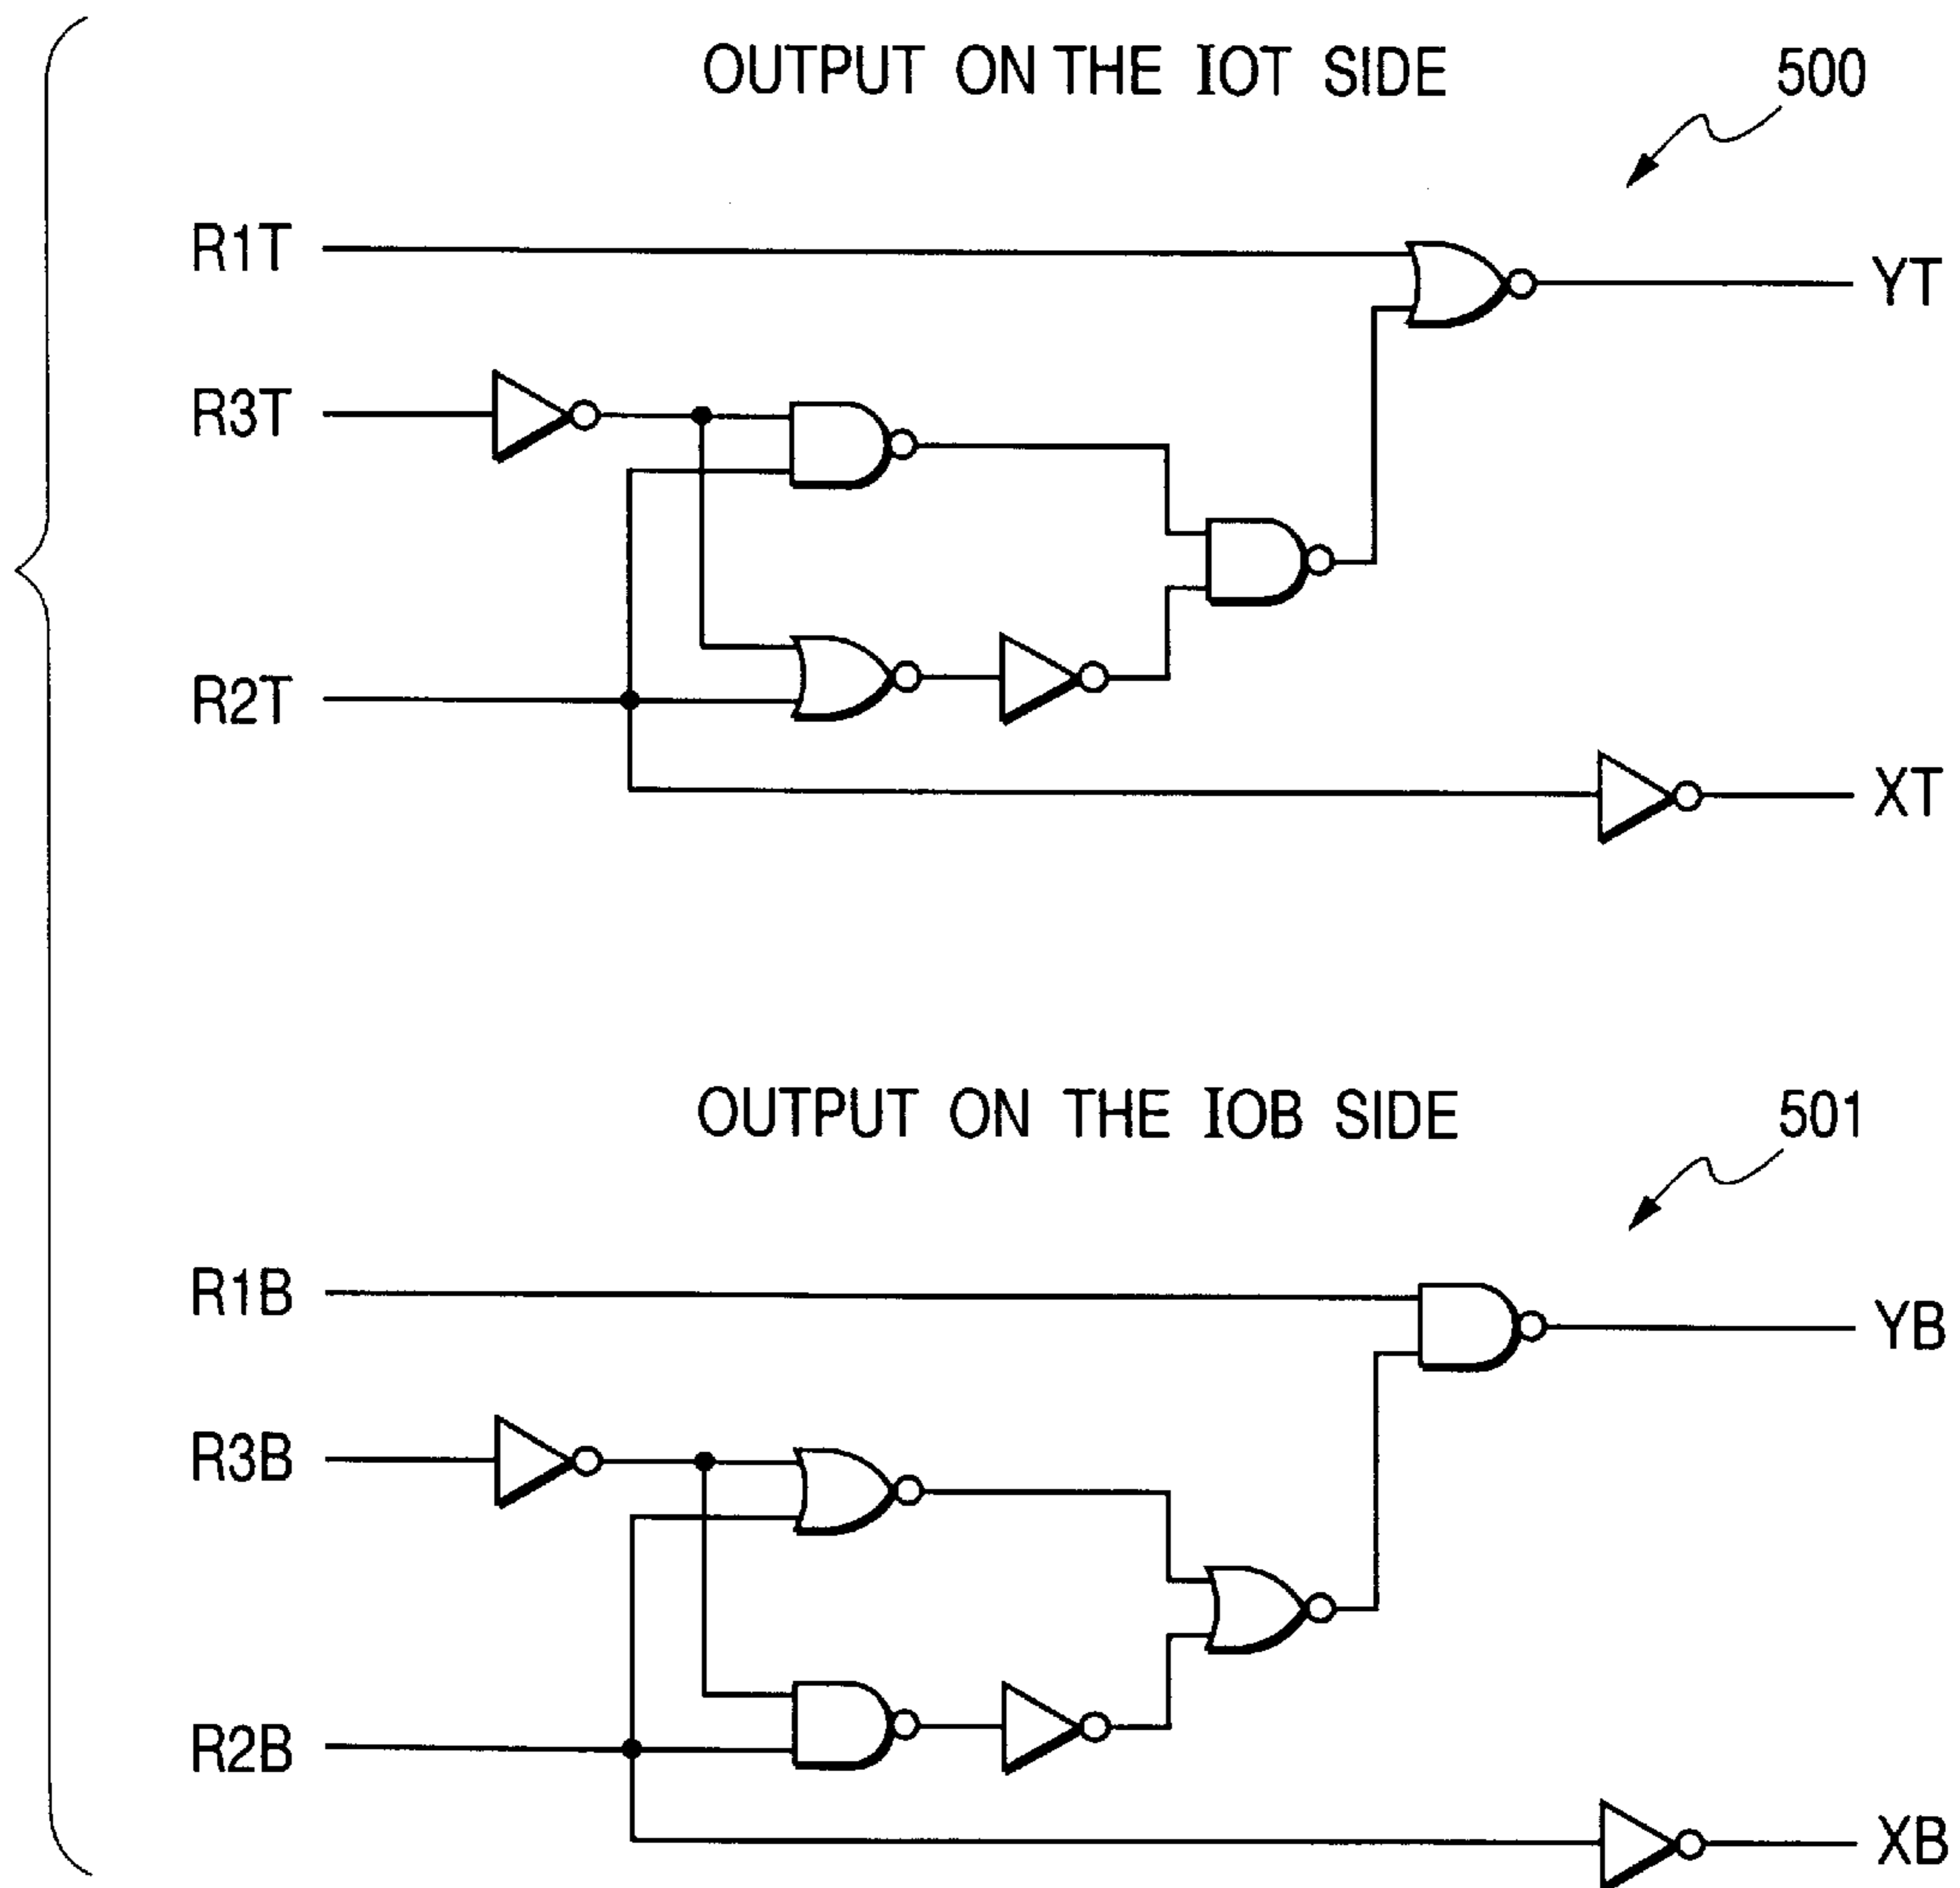 OUTPUT ON THE IOT SIDE
500
R1T
YT
R3T
R2T
XT
OUTPUT ON THE IOB SIDE
501
R1B
YB
R3B
R2B
XB